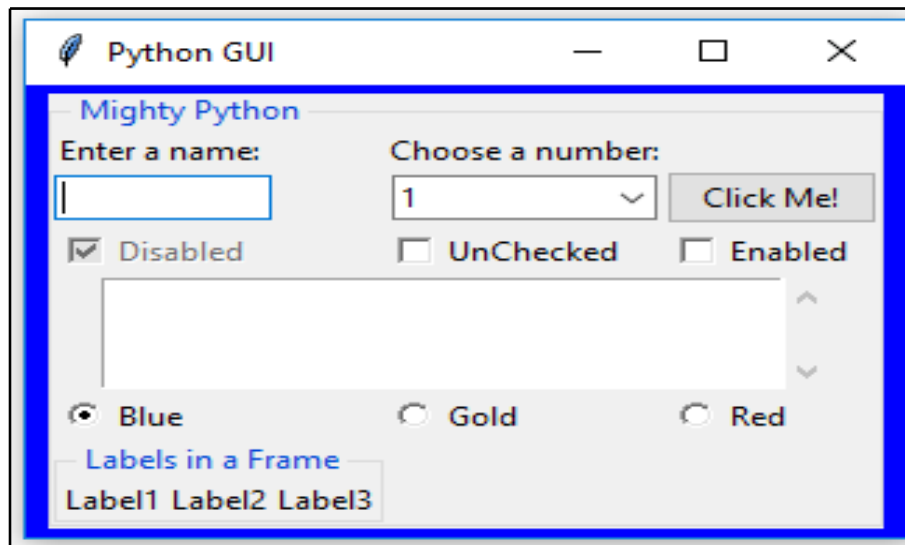 Python GUI
Mighty Python
Enter a name: Choose a number:
1 Click Me!
Disabled UnChecked Enabled
Blue Gold Red
Labels in a Frame
Label1 Label2 Label3